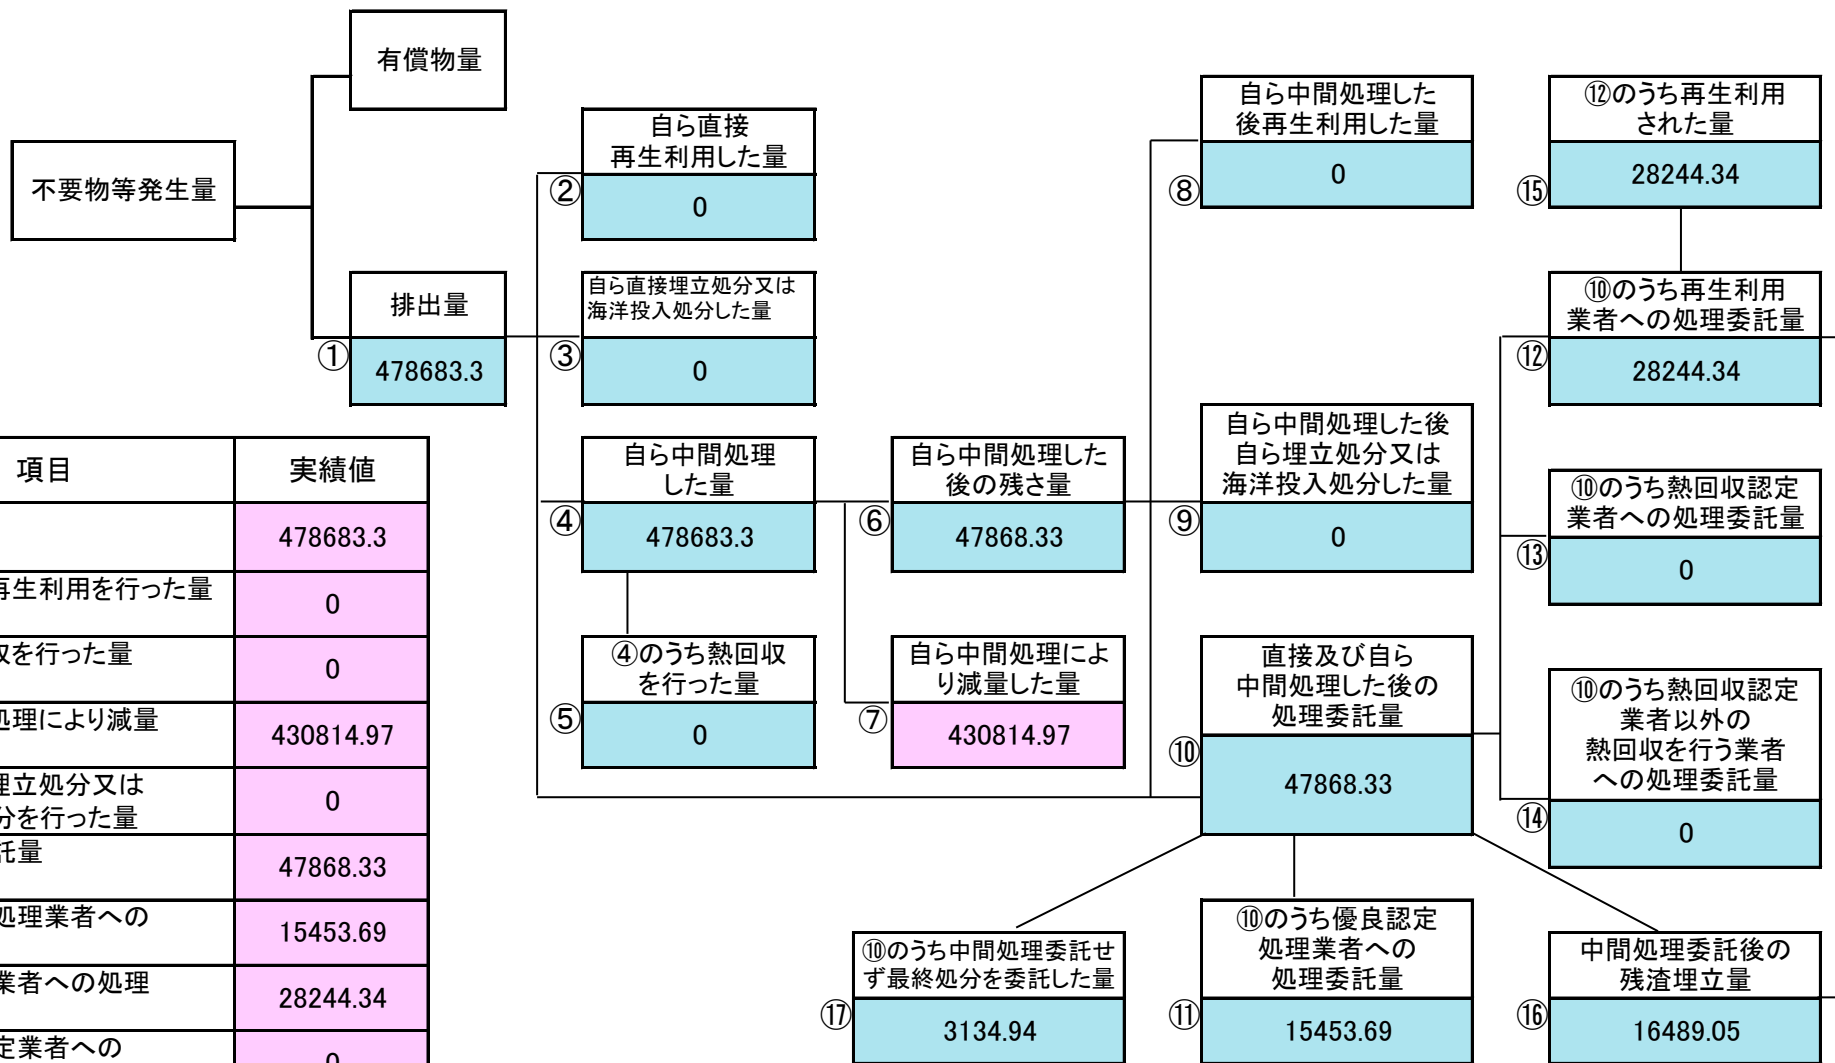 有償物量
不要物等発生量
排出量
①
478683.3
自ら直接
再生利用した量
②
0
自ら直接埋立処分又は
海洋投入処分した量
③
0
自ら中間処理
した量
④
478683.3
④のうち熱回収
を行った量
⑤
0
自ら中間処理した
後の残さ量
⑥
47868.33
自ら中間処理によ
り減量した量
⑦
430814.97
自ら中間処理した
後再生利用した量
⑧
0
自ら中間処理した後
自ら埋立処分又は
海洋投入処分した量
⑨
0
直接及び自ら
中間処理した後の
処理委託量
⑩
47868.33
⑫のうち再生利用
された量
⑮
28244.34
⑩のうち再生利用
業者への処理委託量
⑫
28244.34
⑩のうち熱回収認定
業者への処理委託量
⑬
0
⑩のうち熱回収認定
業者以外の
熱回収を行う業者
への処理委託量
⑭
0
⑩のうち中間処理委託せ
ず最終処分を委託した量
⑰
3134.94
⑩のうち優良認定
処理業者への
処理委託量
⑪
15453.69
中間処理委託後の
残渣埋立量
⑯
16489.05
項目
実績値
478683.3
再生利用を行った量
0
を行った量
0
処理により減量
430814.97
埋立処分又は
分を行った量
0
託量
47868.33
処理業者への
15453.69
業者への処理
28244.34
定業者への
0